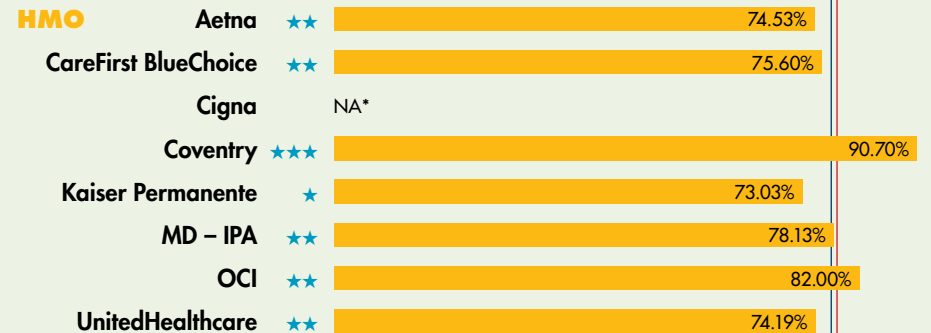 HMO Aetna ★★ 74.53%
CareFirst BlueChoice ★★ 75.60%
Cigna NA*
Coventry ★★★ 90.70%
Kaiser Permanente ★ 73.03%
MD – IPA ★★ 78.13%
OCI ★★ 82.00%
UnitedHealthcare ★★ 74.19%